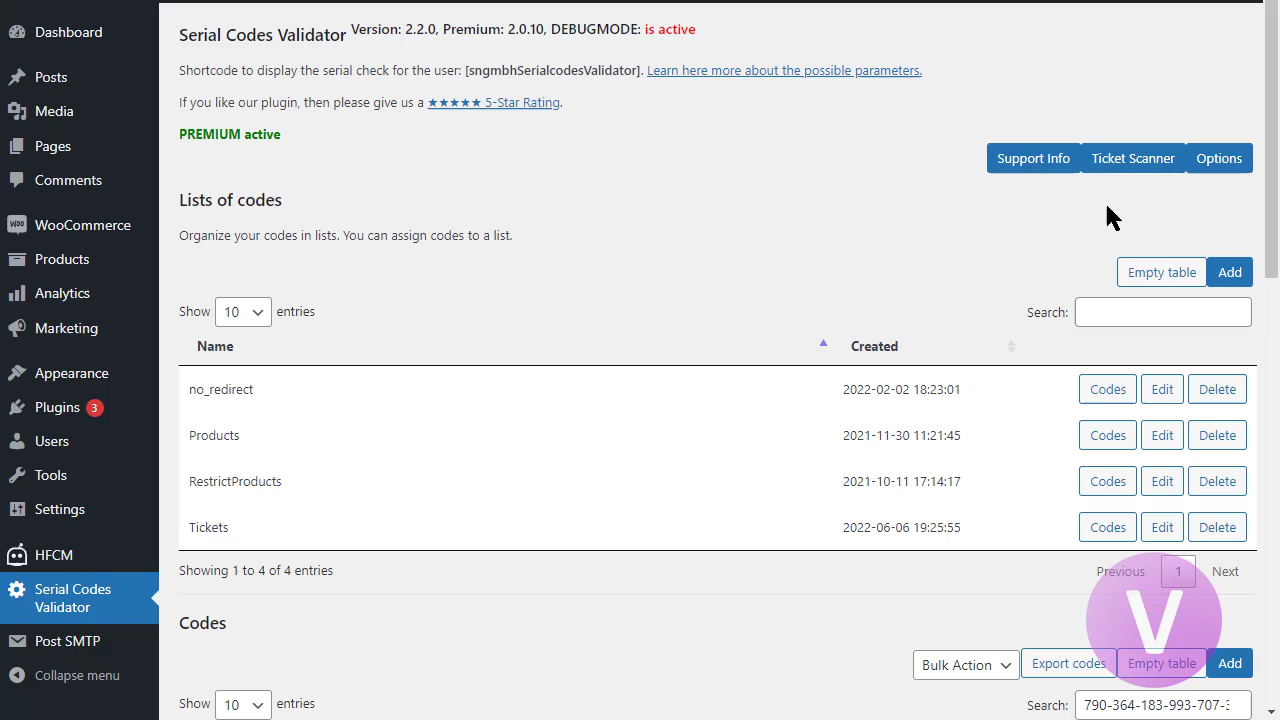 Dashboard
Posts
Media
Pages
Comments
WooCommerce
Products
Analytics
Marketing
Appearance
Plugins 3
Users
Tools
Settings
HFCM
Serial Codes
Validator
Post SMTP
Collapse menu
Serial Codes Validator Version: 2.2.0, Premium: 2.0.10, DEBUGMODE: is active
Shortcode to display the serial check for the user: [sngmbhSerialcodesValidator]. Learn here more about the possible parameters.
If you like our plugin, then please give us a ★★★★★ 5-Star Rating.
PREMIUM active
Support Info Ticket Scanner Options
Lists of codes
Organize your codes in lists. You can assign codes to a list.
Empty table Add
Show 10 entries Search:
Name Created
no_redirect 2022-02-02 18:23:01 Codes Edit Delete
Products 2021-11-30 11:21:45 Codes Edit Delete
RestrictProducts 2021-10-11 17:14:17 Codes Edit Delete
Tickets 2022-06-06 19:25:55 Codes Edit Delete
Showing 1 to 4 of 4 entries Previous 1 Next
Codes
Bulk Action Export codes Empty table Add
Show 10 entries Search: 790-364-183-993-707-
V